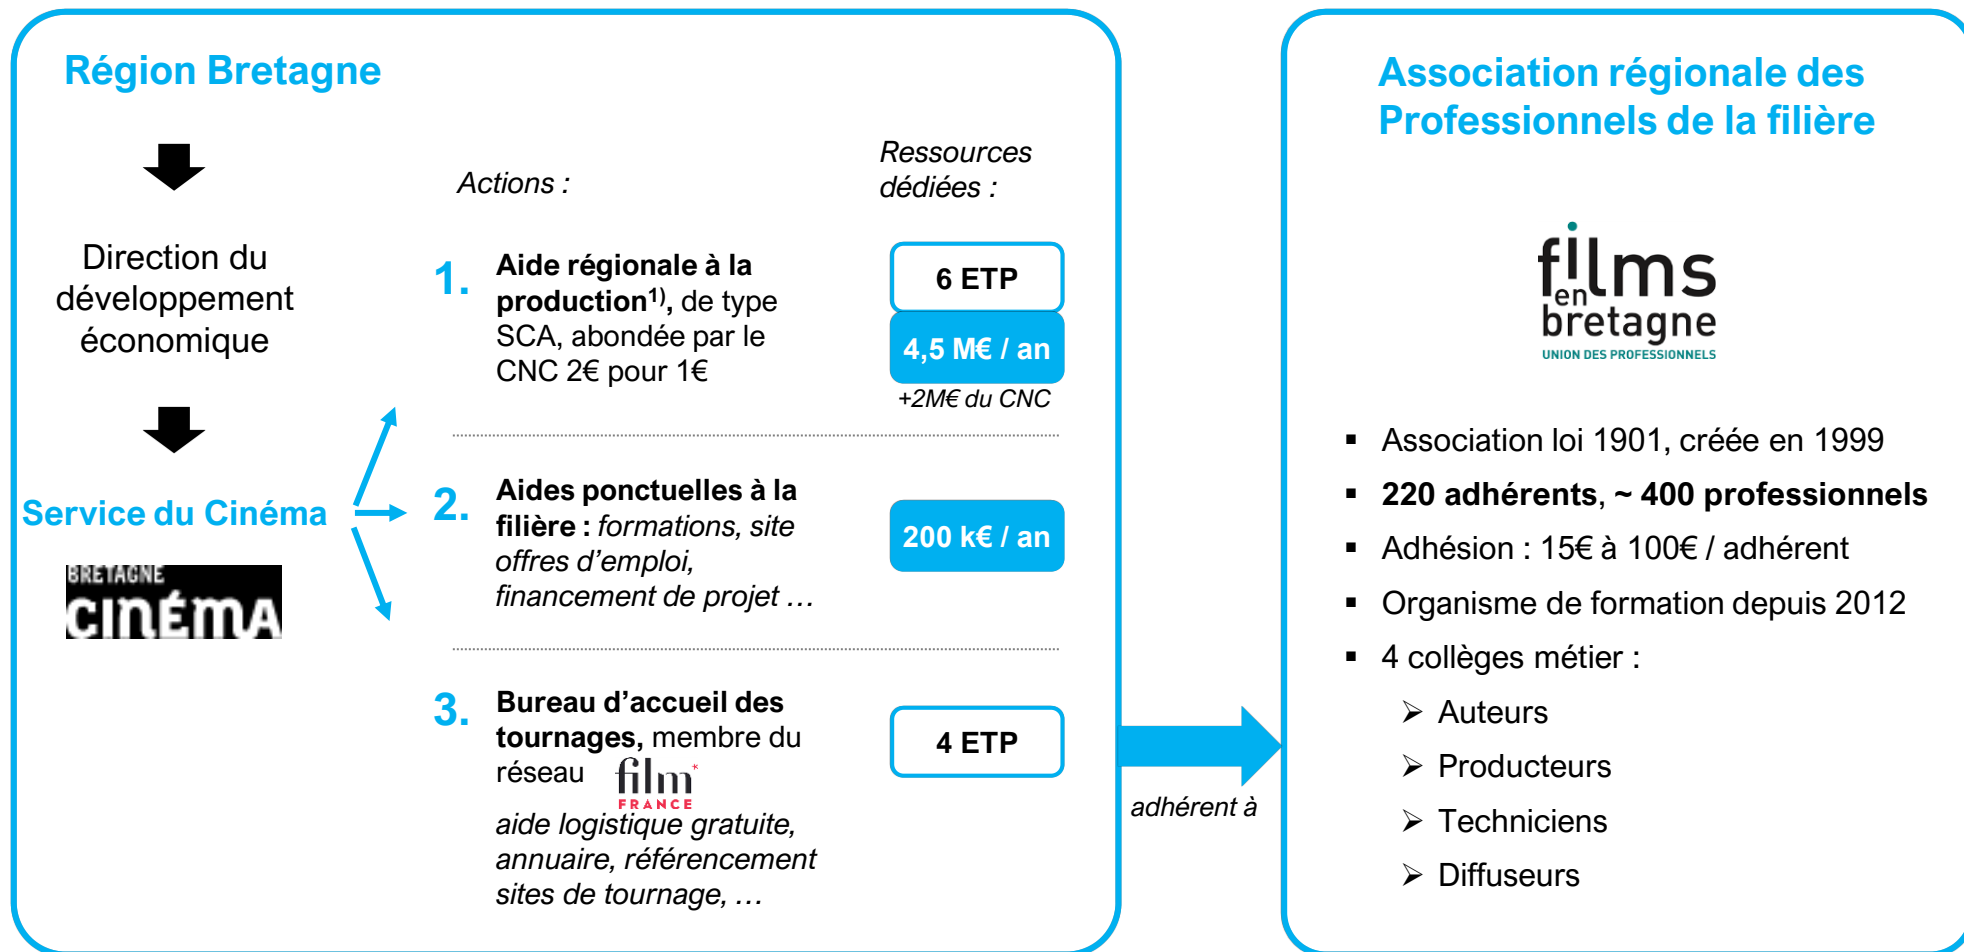 Région Bretagne
Direction du
développement
économique
Service du Cinéma
BRETAGNE
CINÉMA
Actions :
Ressources
dédiées :
1.
Aide régionale à la
production1), de type
SCA, abondée par le
CNC 2€ pour 1€
6 ETP
4,5 M€ / an
+2M€ du CNC
2.
Aides ponctuelles à la
filière : formations, site
offres d’emploi,
financement de projet …
200 k€ / an
3.
Bureau d’accueil des
tournages, membre du
réseau
film*
FRANCE
aide logistique gratuite,
annuaire, référencement
sites de tournage, …
4 ETP
adhérent à
Association régionale des
Professionnels de la filière
films
en
bretagne
UNION DES PROFESSIONNELS
▪ Association loi 1901, créée en 1999
▪ 220 adhérents, ~ 400 professionnels
▪ Adhésion : 15€ à 100€ / adhérent
▪ Organisme de formation depuis 2012
▪ 4 collèges métier :
➢ Auteurs
➢ Producteurs
➢ Techniciens
➢ Diffuseurs